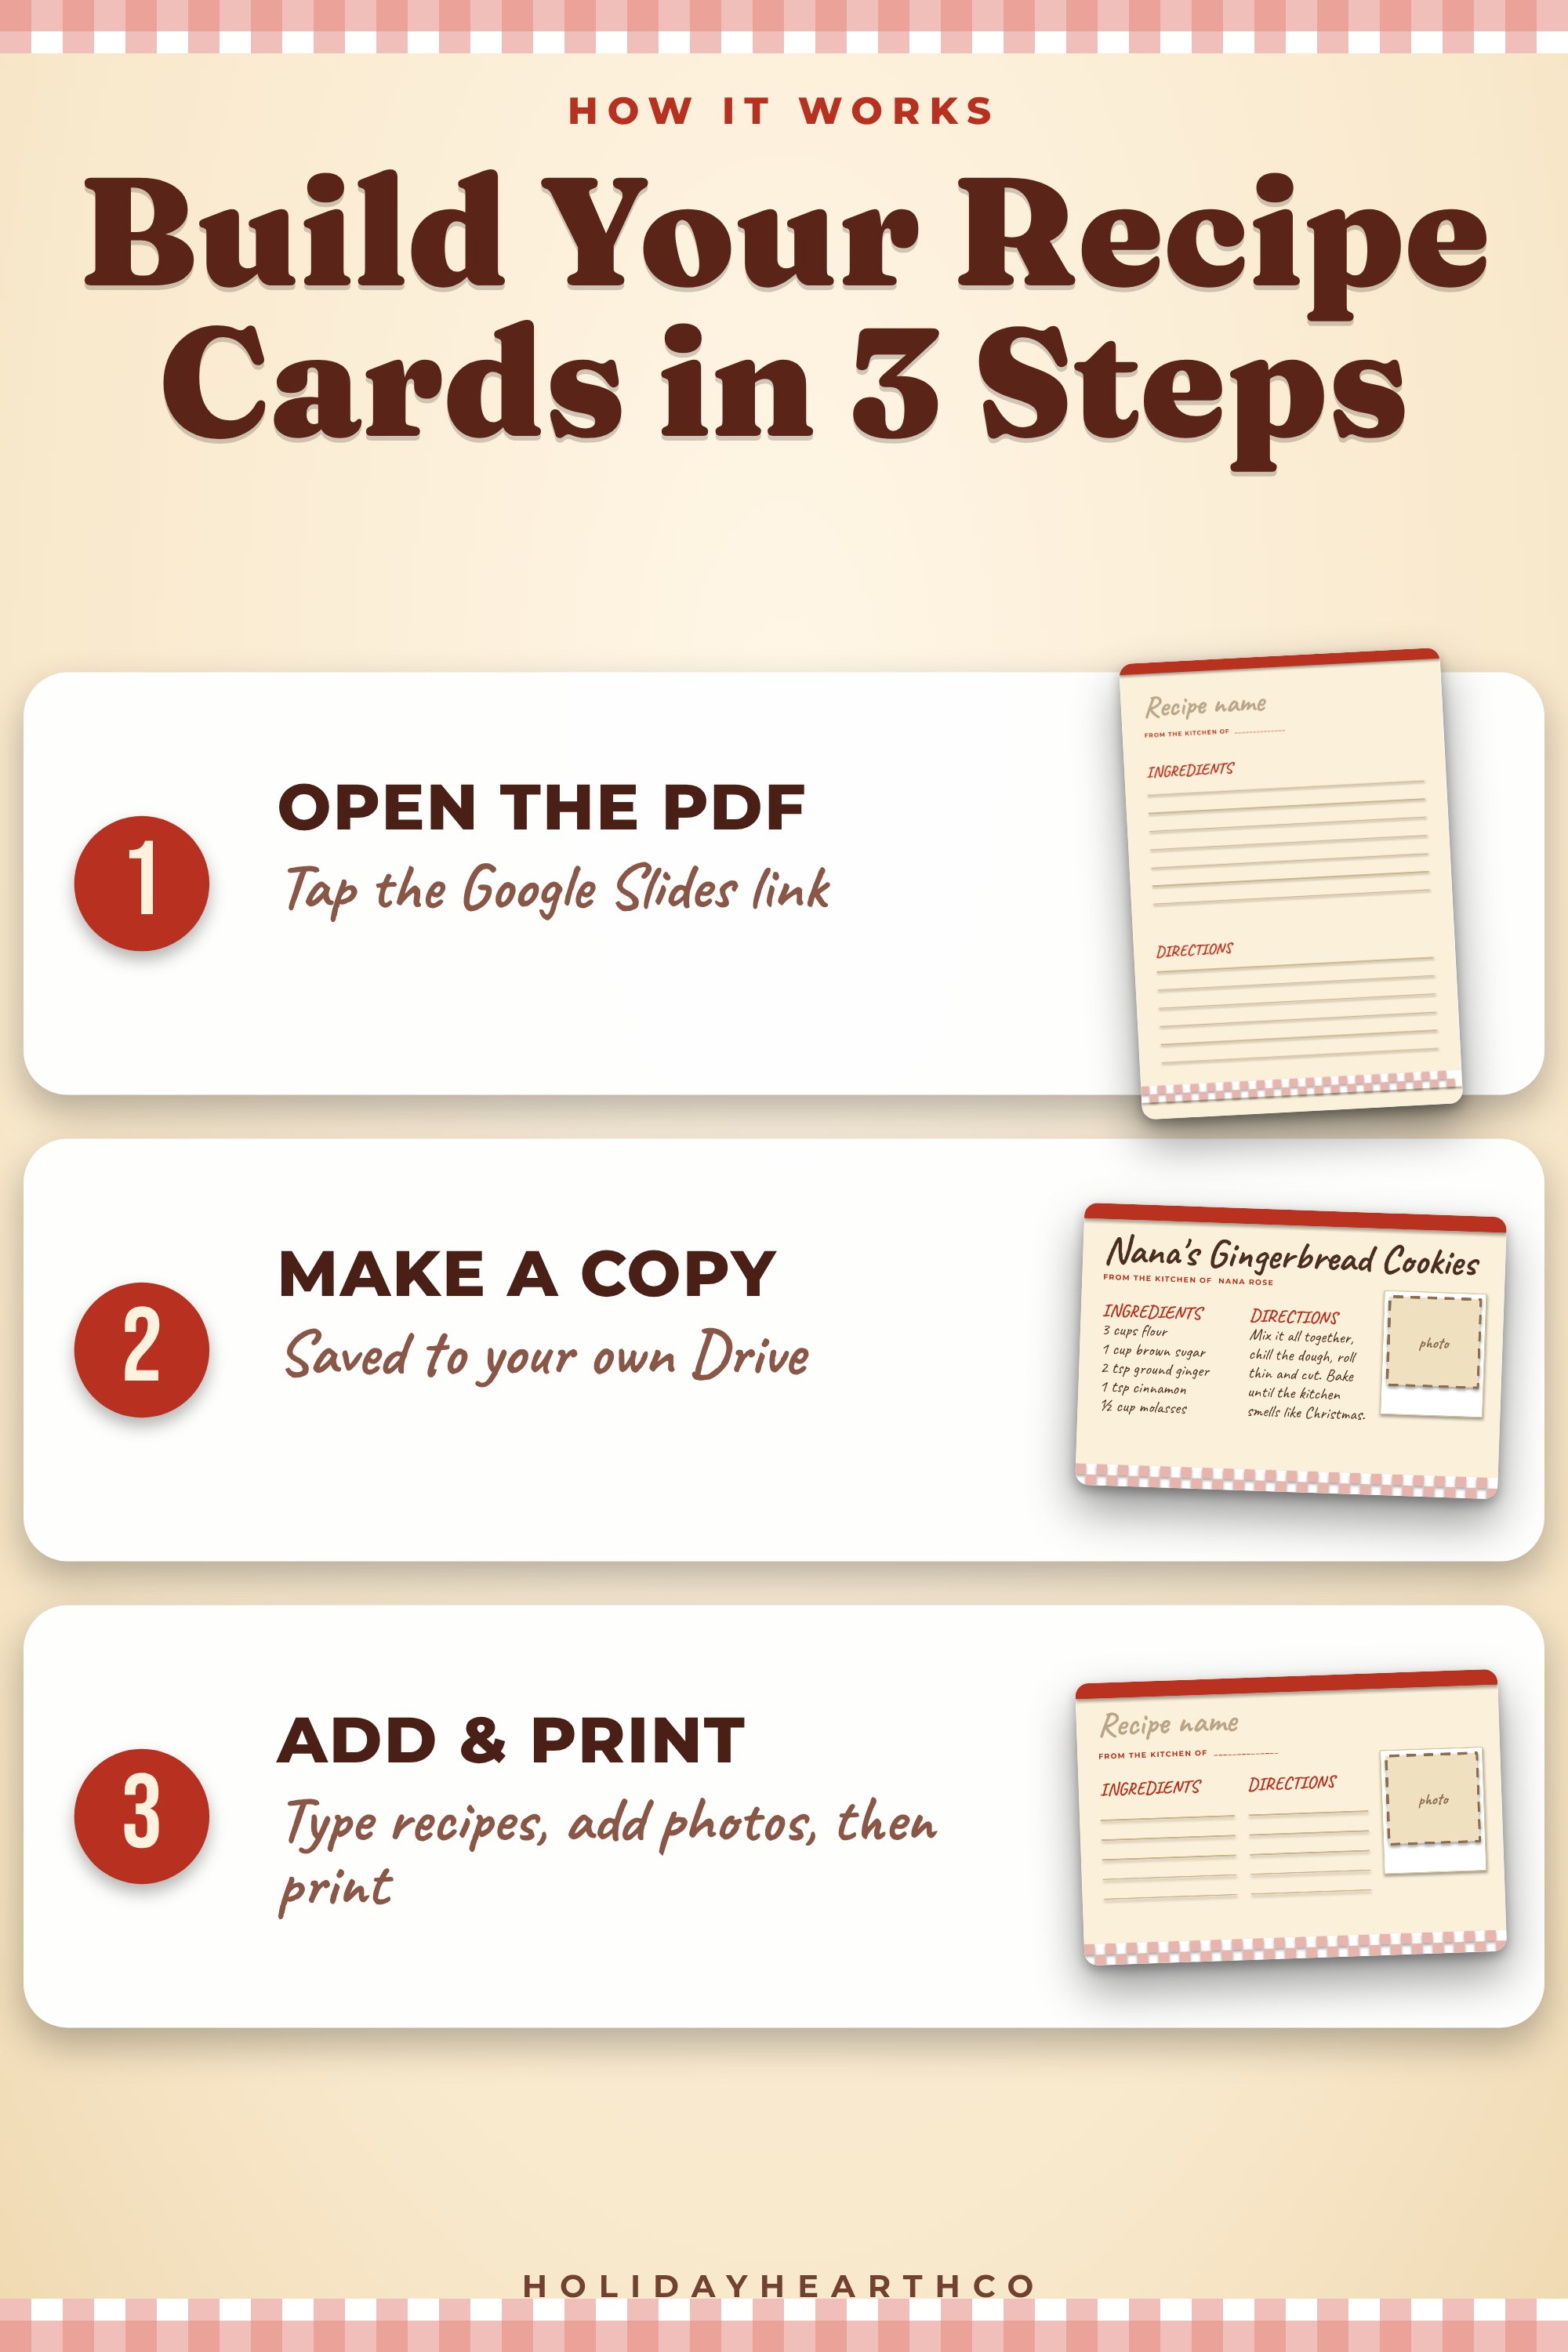 HOW IT WORKS
Build Your Recipe
Cards in 3 Steps
1
OPEN THE PDF
Tap the Google Slides link
Recipe name
FROM THE KITCHEN OF ______________
INGREDIENTS
DIRECTIONS
2
MAKE A COPY
Saved to your own Drive
Nana's Gingerbread Cookies
FROM THE KITCHEN OF NANA ROSE
INGREDIENTS
3 cups flour
1 cup brown sugar
2 tsp ground ginger
1 tsp cinnamon
½ cup molasses
DIRECTIONS
Mix it all together,
chill the dough, roll
thin and cut. Bake
until the kitchen
smells like Christmas.
photo
3
ADD & PRINT
Type recipes, add photos, then
print
Recipe name
FROM THE KITCHEN OF ______________
INGREDIENTS
DIRECTIONS
photo
HOLIDAYHEARTHCO